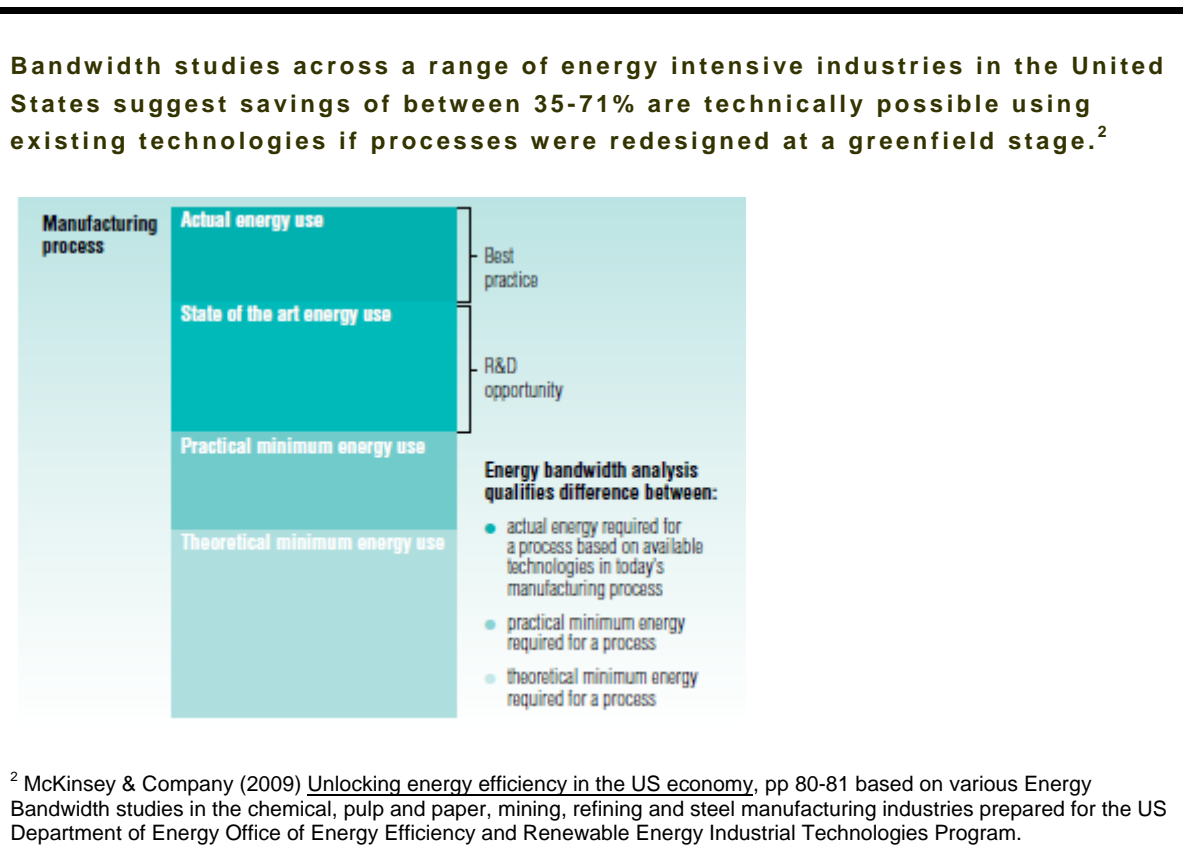 Bandwidth studies across a range of energy intensive industries in the United
States suggest savings of between 35-71% are technically possible using
existing technologies if processes were redesigned at a greenfield stage.2
Manufacturing
process
Actual energy use
Best
practice
State of the art energy use
R&D
opportunity
Practical minimum energy use
Theoretical minimum energy use
Energy bandwidth analysis
qualifies difference between:
● actual energy required for
a process based on available
technologies in today's
manufacturing process
● practical minimum energy
required for a process
● theoretical minimum energy
required for a process
2 McKinsey & Company (2009) Unlocking energy efficiency in the US economy, pp 80-81 based on various Energy
Bandwidth studies in the chemical, pulp and paper, mining, refining and steel manufacturing industries prepared for the US
Department of Energy Office of Energy Efficiency and Renewable Energy Industrial Technologies Program.